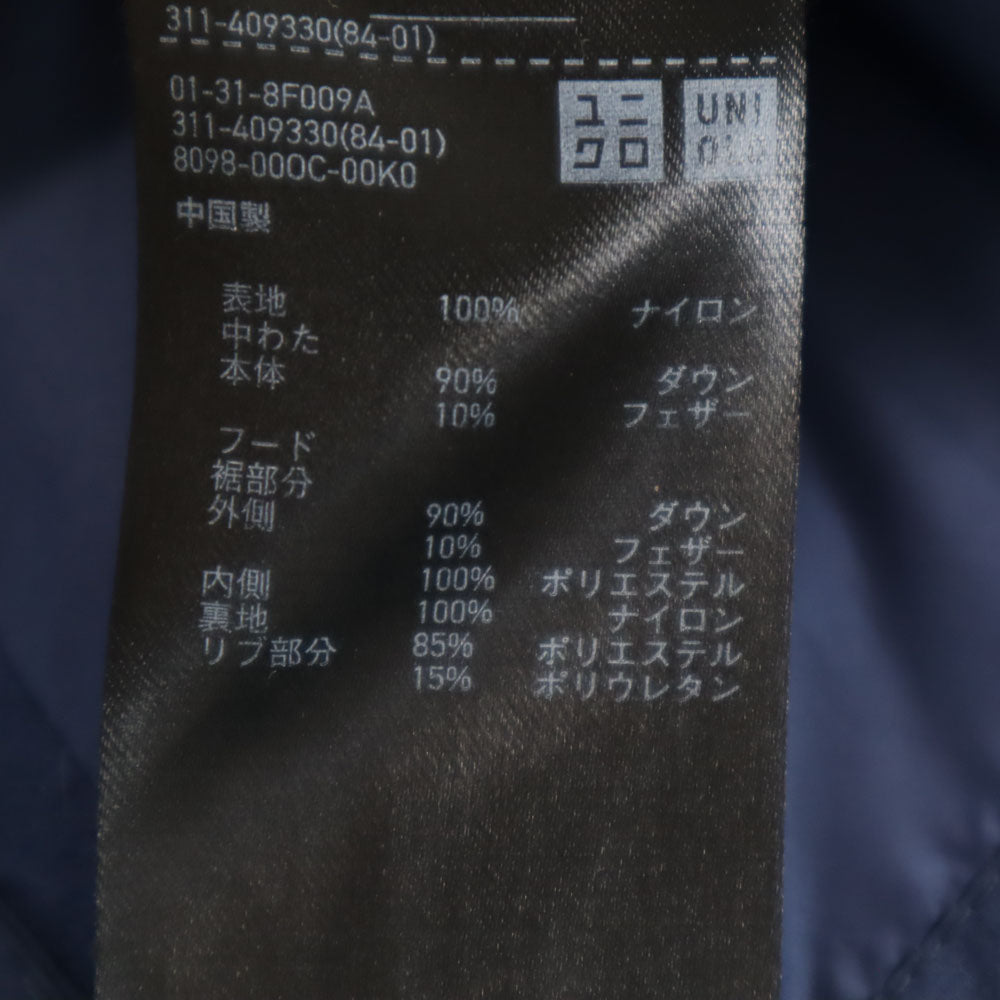 311-409330(84-01)
01-31-8F009A
311-409330(84-01)
8098-000C-00K0
ユニクロ
UNI
QLO
中国製
表地 100% ナイロン
中わた
本体 90% ダウン
10% フェザー
フード
裾部分
外側 90% ダウン
10% フェザー
内側 100% ポリエステル
裏地 100% ナイロン
リブ部分 85% ポリエステル
15% ポリウレタン